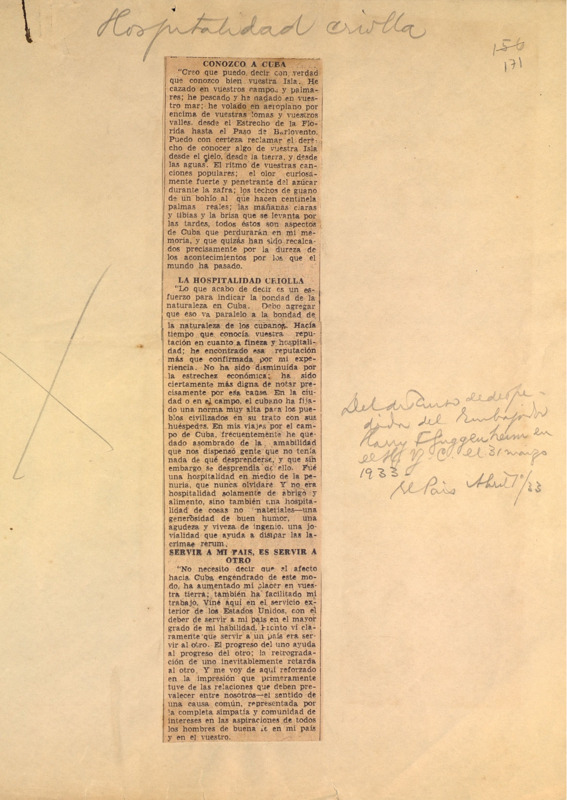 Hospitalidad criolla
156
171
CONOZCO A CUBA
"Creo que puedo decir con verdad
que conozco bien vuestra Isla. He
cazado en vuestros campos y palma-
res; he pescado y he nadado en vues-
tro mar; he volado en aeroplano por
encima de vuestras lomas y vuestros
valles, desde el Estrecho de la Flo-
rida hasta el Paso de Barlovento.
Puedo con certeza reclamar el dere-
cho de conocer algo de vuestra Isla
desde el cielo, desde la tierra, y desde
las aguas. El ritmo de vuestras can-
ciones populares; el olor curiosa-
mente fuerte y penetrante del azúcar
durante la zafra; los techos de guano
de un bohío al que hacen centinela
palmas reales; las mañanas claras
y tibias y la brisa que se levanta por
las tardes, todos éstos son aspectos
de Cuba que perdurarán en mi me-
moria, y que quizás han sido recalca-
dos precisamente por la dureza de
los acontecimientos por los que el
mundo ha pasado.
LA HOSPITALIDAD CRIOLLA
"Lo que acabo de decir es un es-
fuerzo para indicar la bondad de la
naturaleza en Cuba. Debo agregar
que eso va paralelo a la bondad de
la naturaleza de los cubanos. Hacía
tiempo que conocía vuestra repu-
tación en cuanto a fineza y hospitali-
dad; he encontrado esa reputación
más que confirmada por mi expe-
riencia. No ha sido disminuida por
la estrechez económica; ha sido
ciertamente más digna de notar pre-
cisamente por esa causa. En la ciu-
dad o en el campo, el cubano ha fija-
do una norma muy alta para los pue-
blos civilizados en su trato con sus
huéspedes. En mis viajes por el cam-
po de Cuba, frecuentemente he que-
dado asombrado de la amabilidad
que nos dispensó gente que no tenía
nada de qué desprenderse, y que sin
embargo se desprendía de ello. Fué
una hospitalidad en medio de la pe-
nuria, que nunca olvidaré. Y no era
hospitalidad solamente de abrigo y
alimento, sino también una hospita-
lidad de cosas no materiales—una
generosidad de buen humor, una
agudeza y viveza de ingenio, una jo-
vialidad que ayuda a disipar las la-
crimae rerum.
SERVIR A MI PAIS, ES SERVIR A
OTRO
"No necesito decir que el afecto
hacia Cuba engendrado de este mo-
do, ha aumentado mi placer en vues-
tra tierra; también ha facilitado mi
trabajo. Vine aquí en el servicio ex-
terior de los Estados Unidos, con el
deber de servir a mi país en el mayor
grado de mi habilidad. Pronto vi cla-
ramente que servir a un país era ser-
vir al otro. El progreso del uno ayuda
al progreso del otro; la retrograda-
ción de uno inevitablemente retarda
al otro. Y me voy de aquí reforzado
en la impresión que primeramente
tuve de las relaciones que deben pre-
valecer entre nosotros—el sentido de
una causa común, representada por
la completa simpatía y comunidad de
intereses en las aspiraciones de todos
los hombres de buena fe en mi país
y en el vuestro.
Del discurso de despe-
dida del Embajador
Harry F Guggenheim en
el H. Y. C. el 31 marzo
1933
El País Abril 1º/33